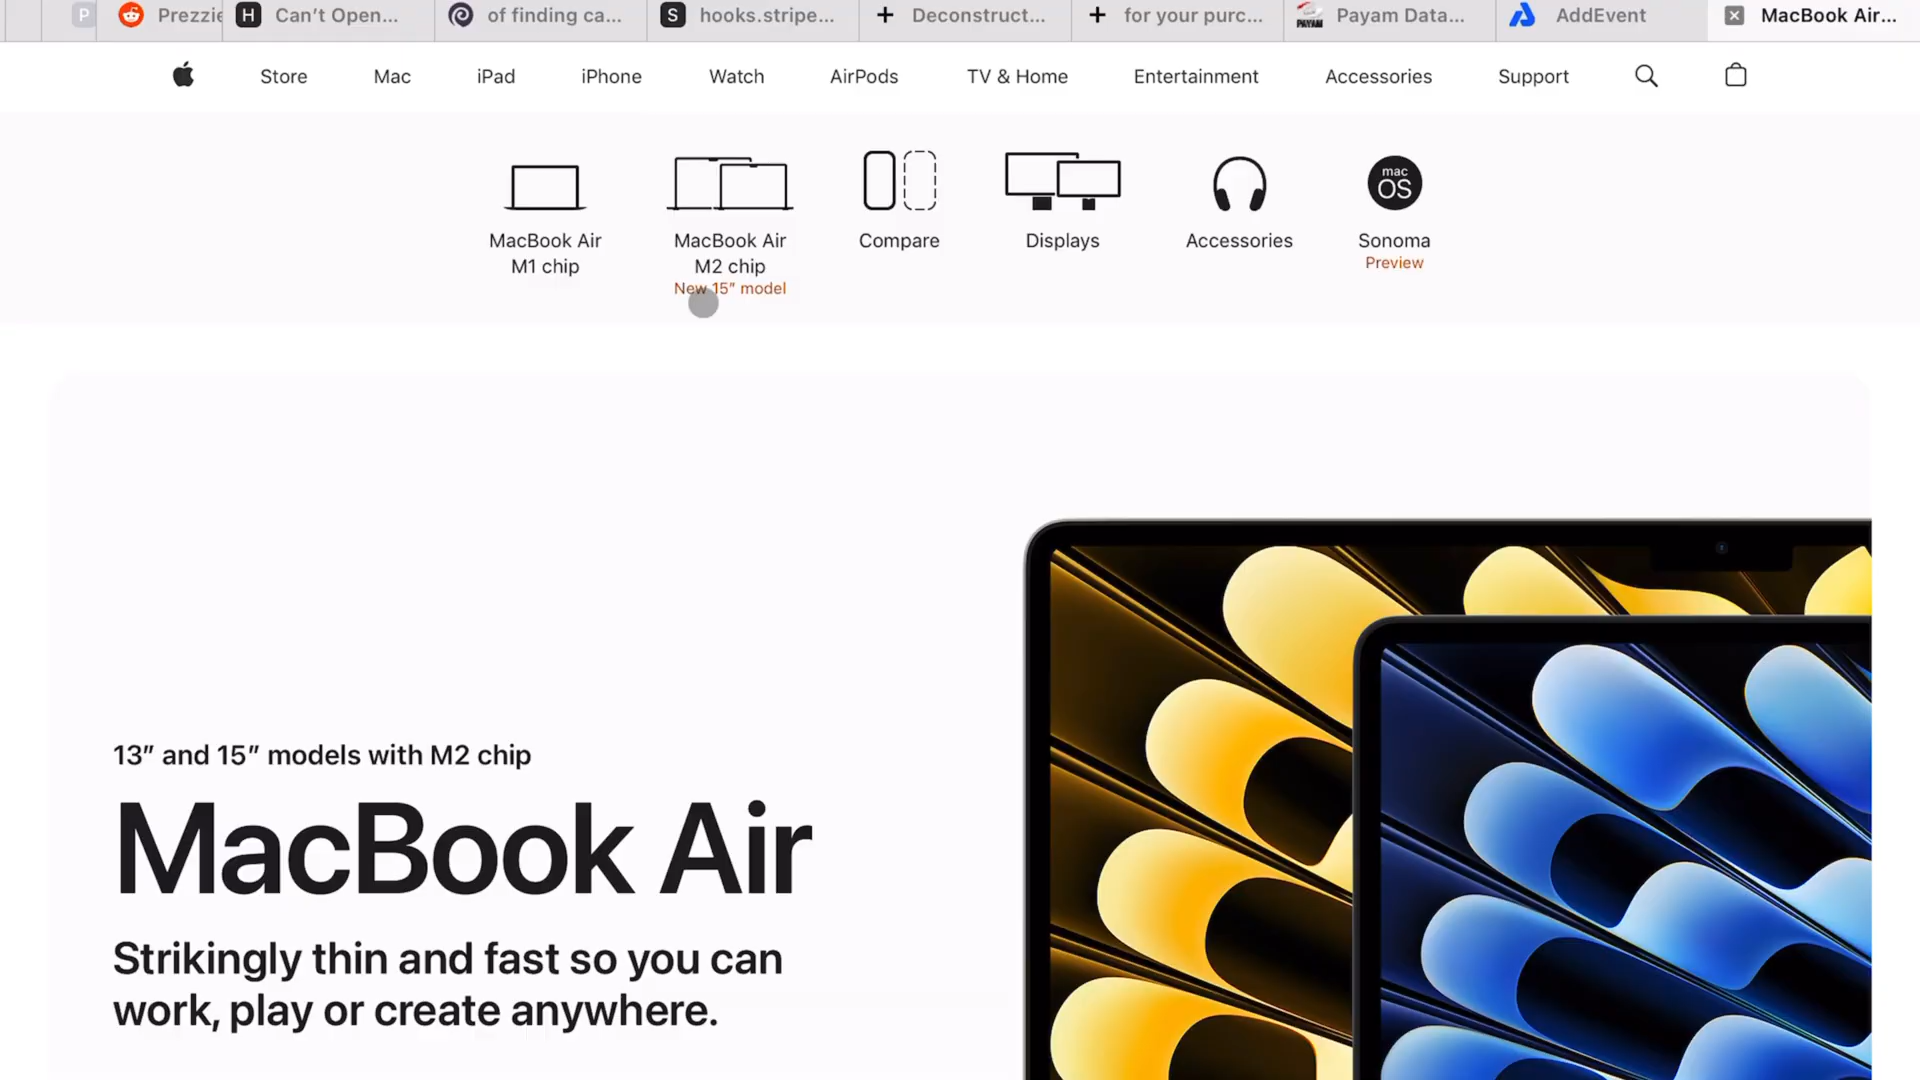 P
Prezzie
H
Can’t Open...
of finding ca...
S
hooks.stripe...
Deconstruct...
for your purc...
PAYAM
Payam Data...
AddEvent
MacBook Air...
Store
Mac
iPad
iPhone
Watch
AirPods
TV & Home
Entertainment
Accessories
Support
MacBook Air
M1 chip
MacBook Air
M2 chip
New 15” model
Compare
Displays
Accessories
mac
OS
Sonoma
Preview
13” and 15” models with M2 chip
MacBook Air
Strikingly thin and fast so you can
work, play or create anywhere.